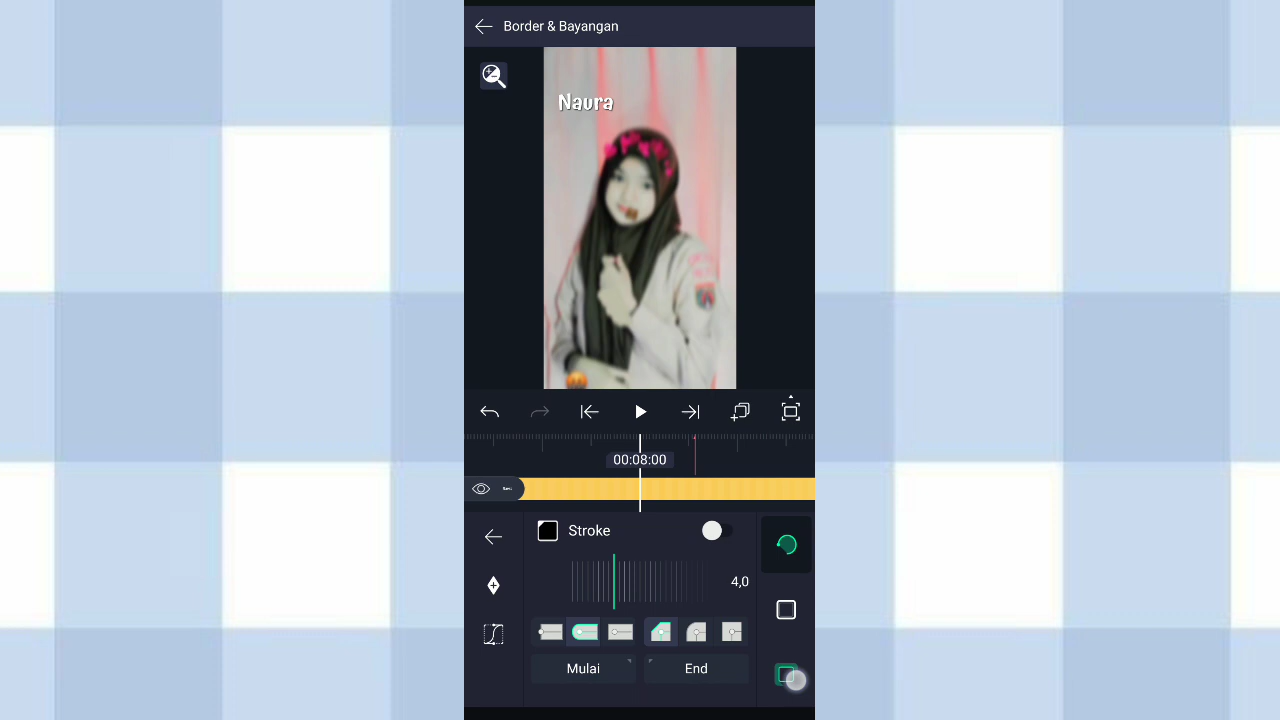 Border & Bayangan
Naura
00:08:00
Stroke
4,0
Mulai
End